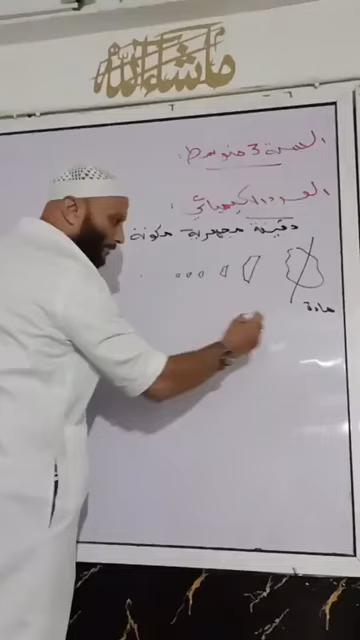 ما شاء الله
السنة 3 متوسط :
الفرد الكيميائي :
دقيقة مجهرية مكونة
مادة